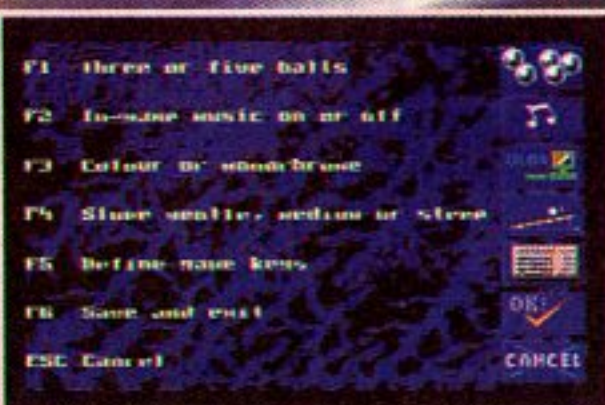 F1 Three or five balls
F2 In-game music on or off
F3 Colour or monochrome
F4 Slope gentle, medium or steep
F5 Define game keys
F6 Save and exit
OK!
ESC Cancel
CANCEL